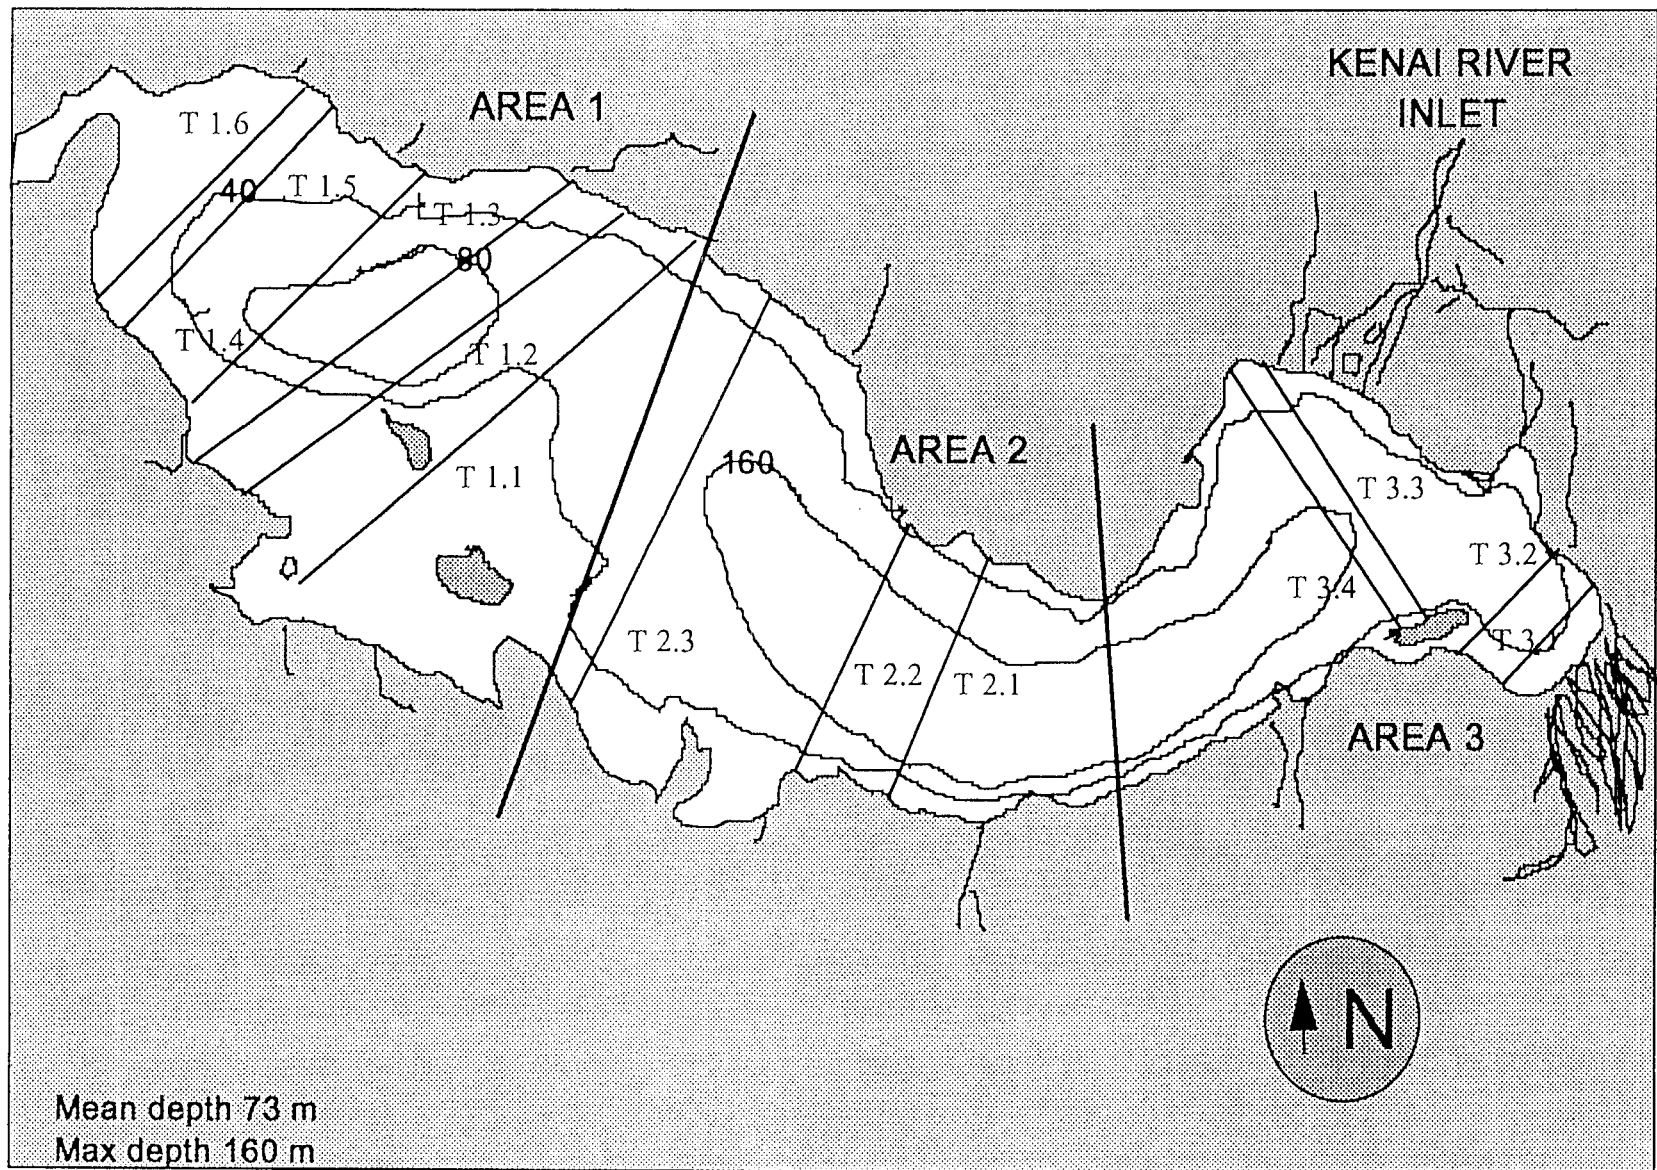 KENAI RIVER
INLET
AREA 1
T 1.6
40
T 1.5
T 1.3
80
T 1.4
T 1.2
T 1.1
AREA 2
160
T 3.3
T 3.2
T 3.4
T 2.3
T 3.1
T 2.2
T 2.1
AREA 3
N
Mean depth 73 m
Max depth 160 m